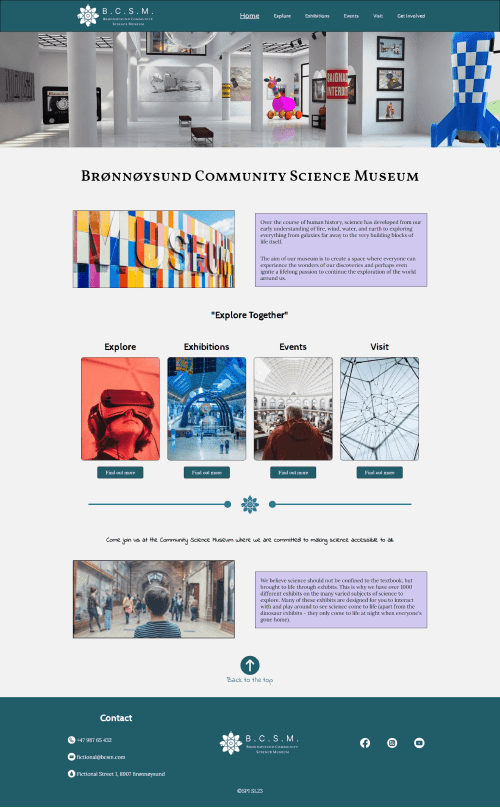 B.C.S.M.
Brønnøysund Community
Science Museum
Home Explore Exhibitions Events Visit Get Involved
Brønnøysund Community Science Museum
MUSEUM
Over the course of human history, science has developed from our
early understanding of fire, wind, water, and earth to exploring
everything from galaxies far away to the very building blocks of
life itself.
The aim of our museum is to create a space where everyone can
experience the wonders of our discoveries and perhaps even
ignite a lifelong passion to continue the exploration of the world
around us.
"Explore Together"
Explore Exhibitions Events Visit
Find out more Find out more Find out more Find out more
Come join us at the Community Science Museum where we are committed to making science accessible to all.
We believe science should not be confined to the textbook, but
brought to life through exhibits. This is why we have over 1000
different exhibits on the many varied subjects of science to
explore. Many of these exhibits are designed for you to interact
with and play around to see science come to life (apart from the
dinosaur exhibits - they only come to life at night when everyone's
gone home).
Back to the top
Contact
+47 987 65 432
fictional@bcsm.com
Fictional Street 1, 8907 Brønnøysund
B.C.S.M.
Brønnøysund Community
Science Museum